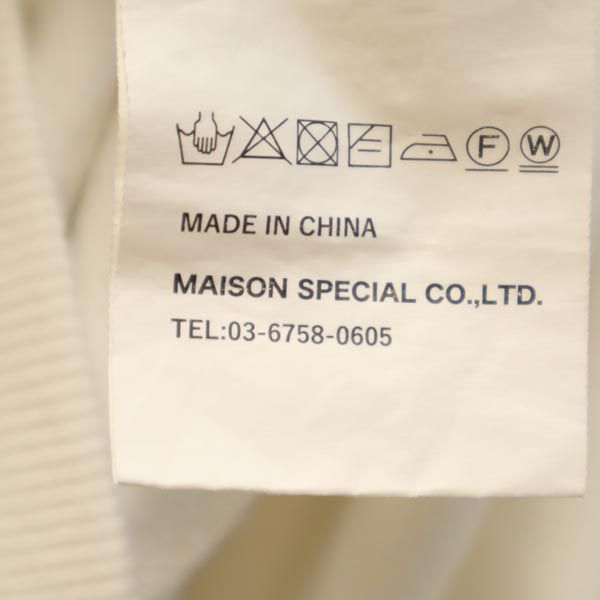 F W
MADE IN CHINA
MAISON SPECIAL CO.,LTD.
TEL:03-6758-0605